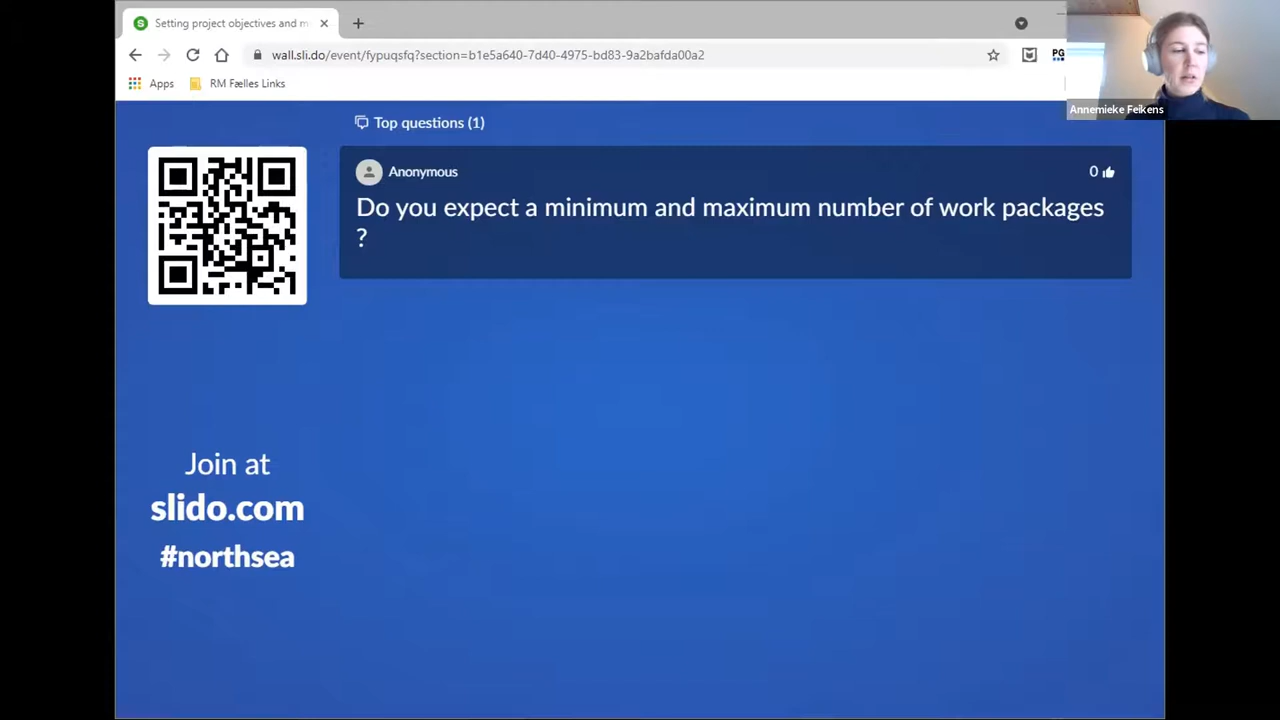 Setting project objectives and m
wall.sli.do/event/fypuqsfq?section=b1e5a640-7d40-4975-bd83-9a2bafda00a2
PG
Apps
RM Fælles Links
Annemieke Feikens
Top questions (1)
Anonymous
0
Do you expect a minimum and maximum number of work packages
?
Join at
slido.com
#northsea